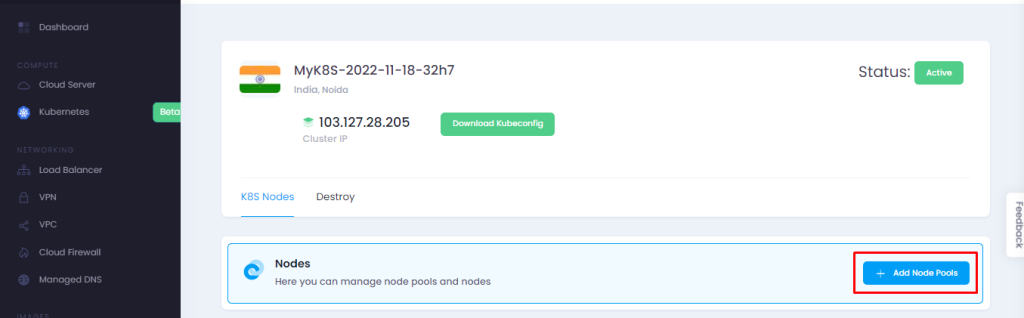 Dashboard
COMPUTE
Cloud Server
Kubernetes
Beta
NETWORKING
Load Balancer
VPN
VPC
Cloud Firewall
Managed DNS
IMAGES
MyK8S-2022-11-18-32h7
India, Noida
Status: Active
103.127.28.205
Cluster IP
Download Kubeconfig
K8S Nodes
Destroy
Nodes
Here you can manage node pools and nodes
+ Add Node Pools
Feedback